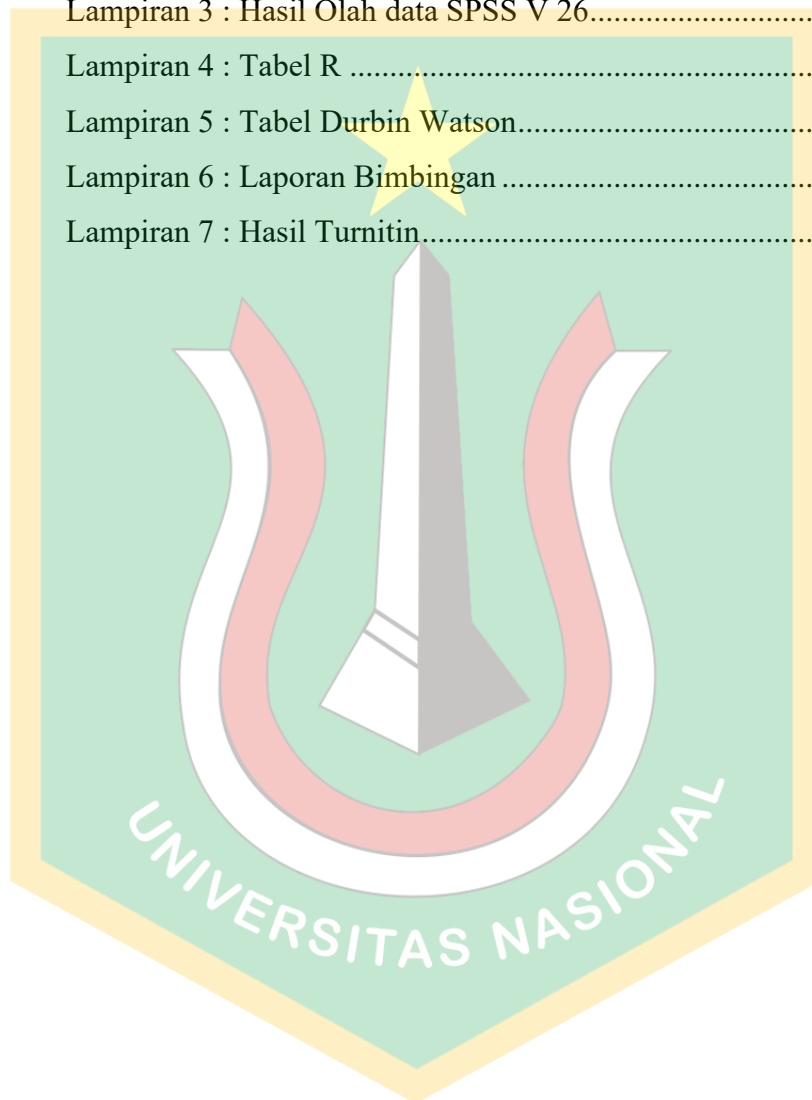 Lampiran 3 : Hasil Olah data SPSS V 26..............................
Lampiran 4 : Tabel R ..........................................................
Lampiran 5 : Tabel Durbin Watson.....................................
Lampiran 6 : Laporan Bimbingan .......................................
Lampiran 7 : Hasil Turnitin.................................................
UNIVERSITAS NASIONAL